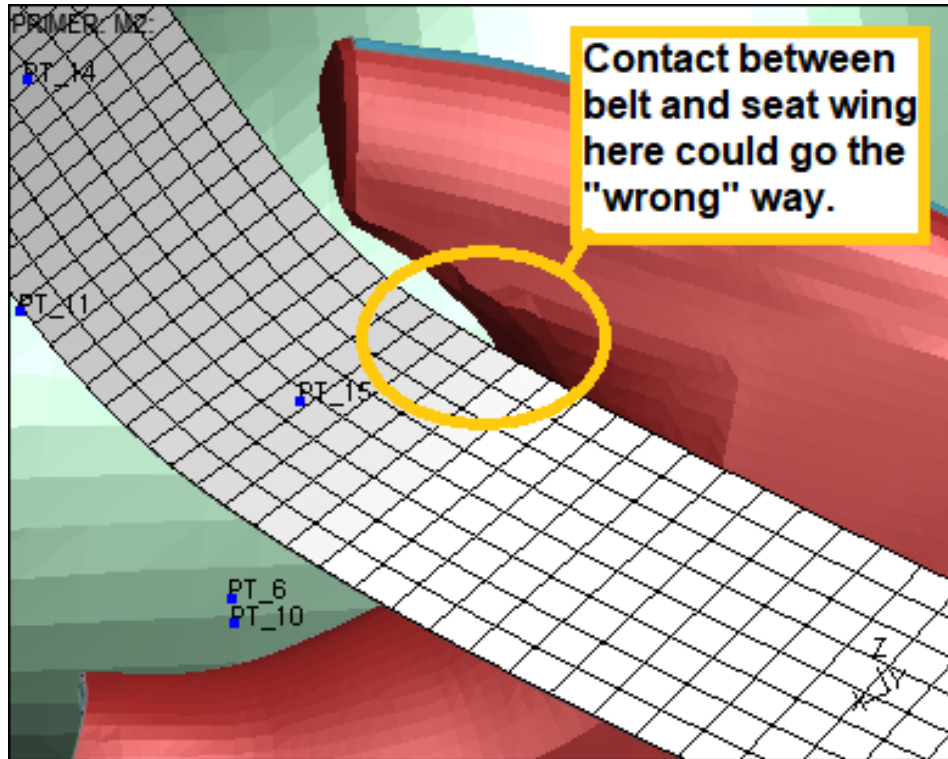 PRIMER: M2:
PT_14
Contact between
belt and seat wing
here could go the
"wrong" way.
PT_11
PT_15
PT_6
PT_10
Z
Y
X